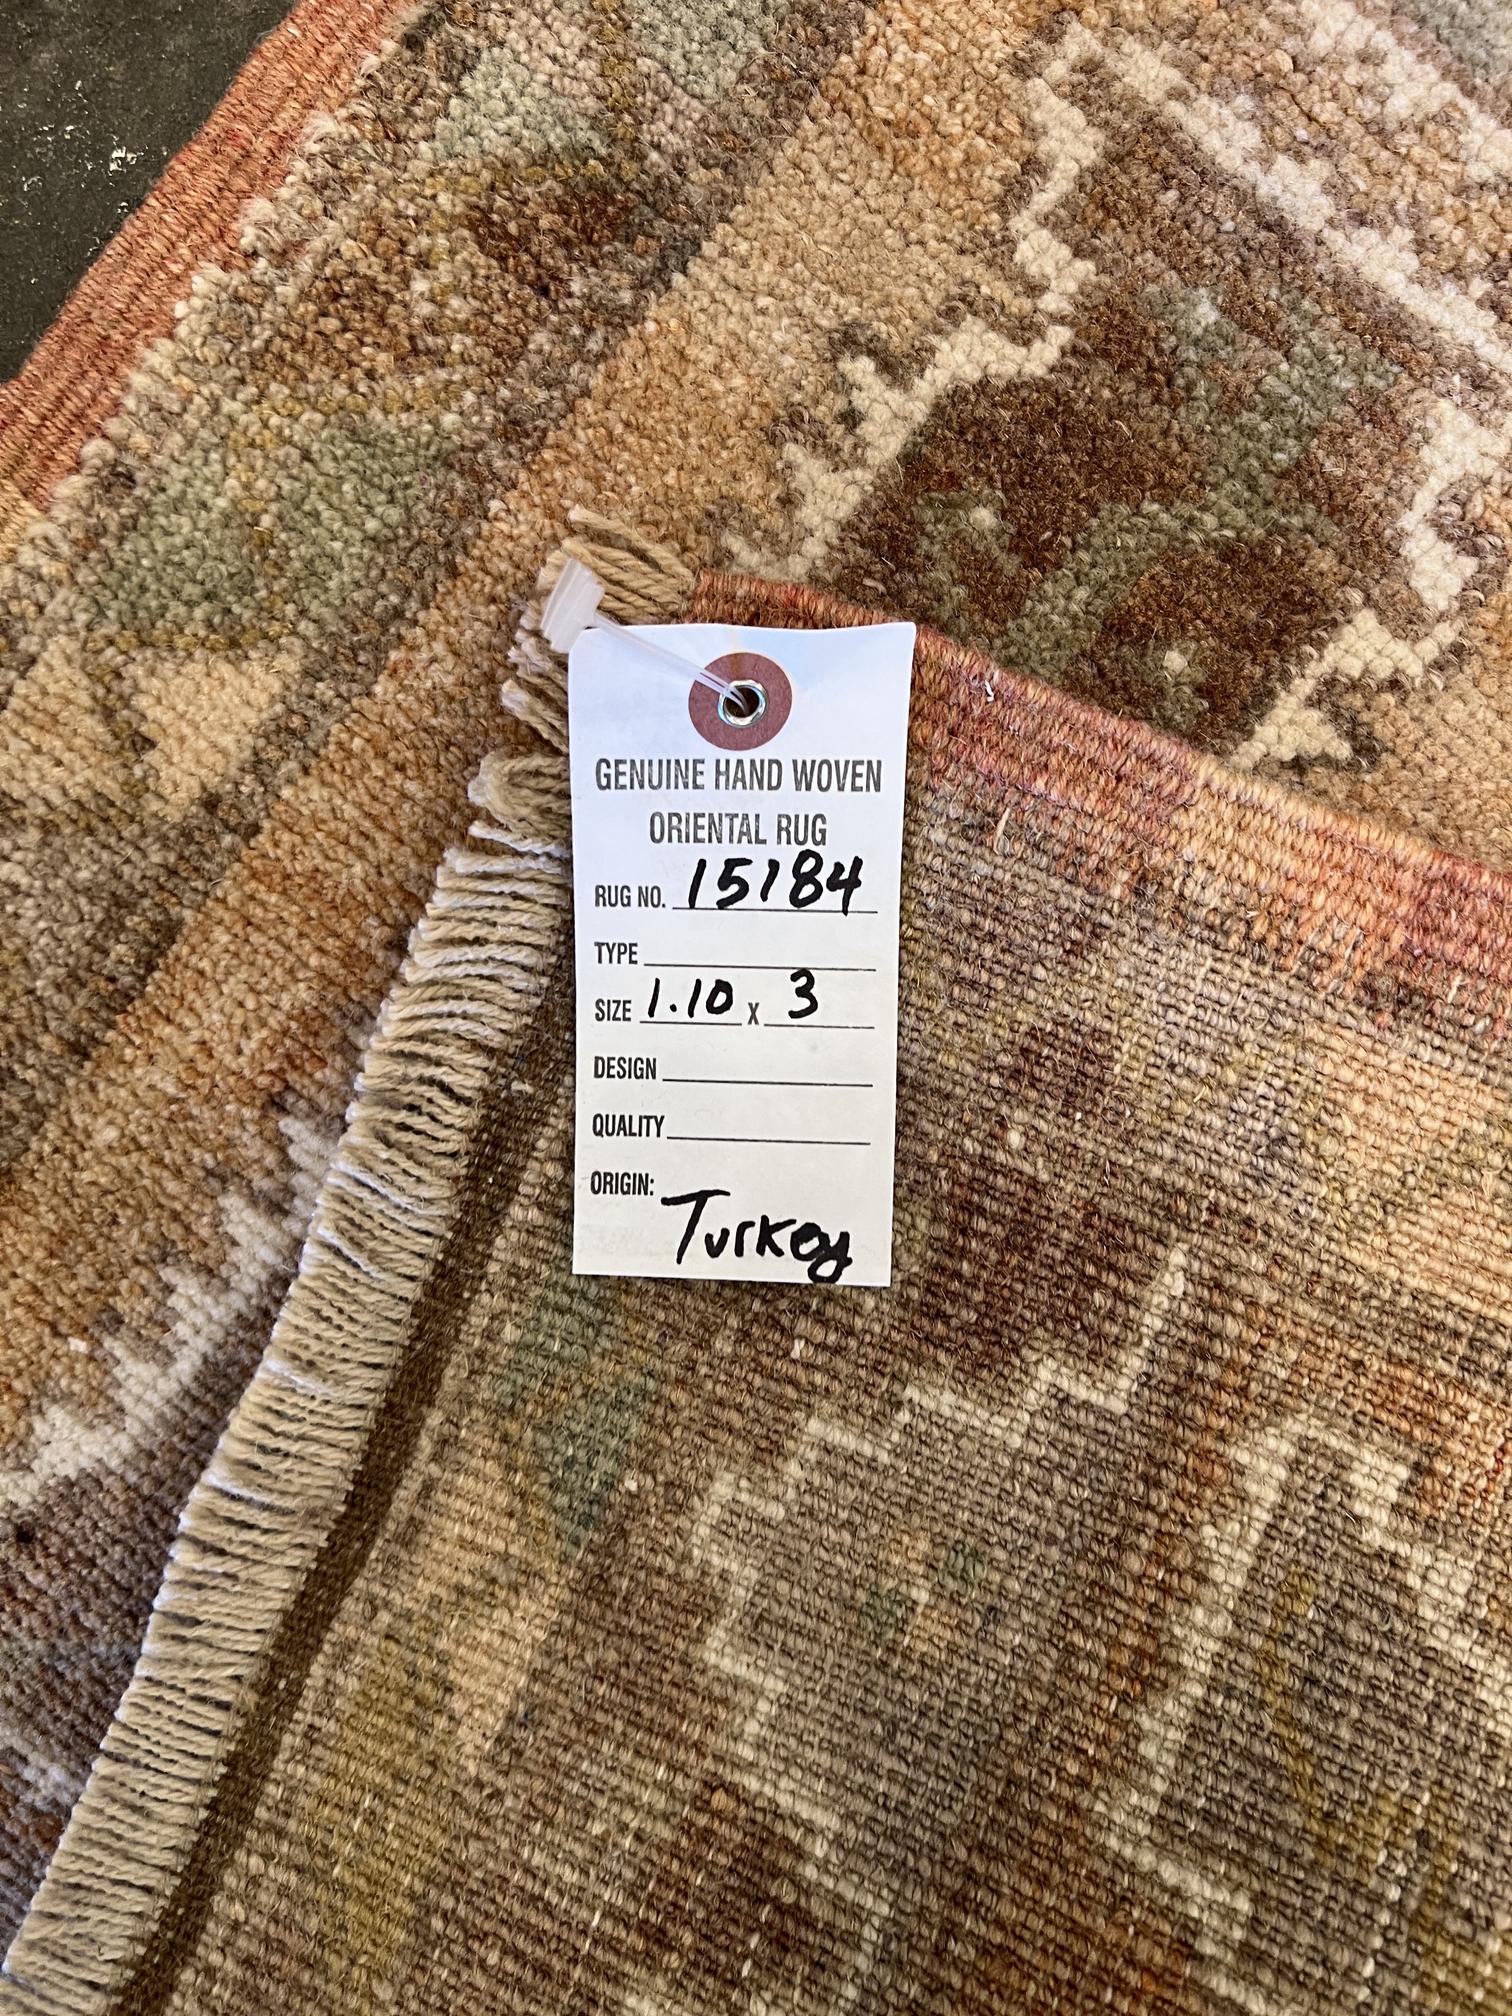 GENUINE HAND WOVEN
ORIENTAL RUG
RUG NO. 15184
TYPE
SIZE 1.10 x 3
DESIGN
QUALITY
ORIGIN:
Turkey